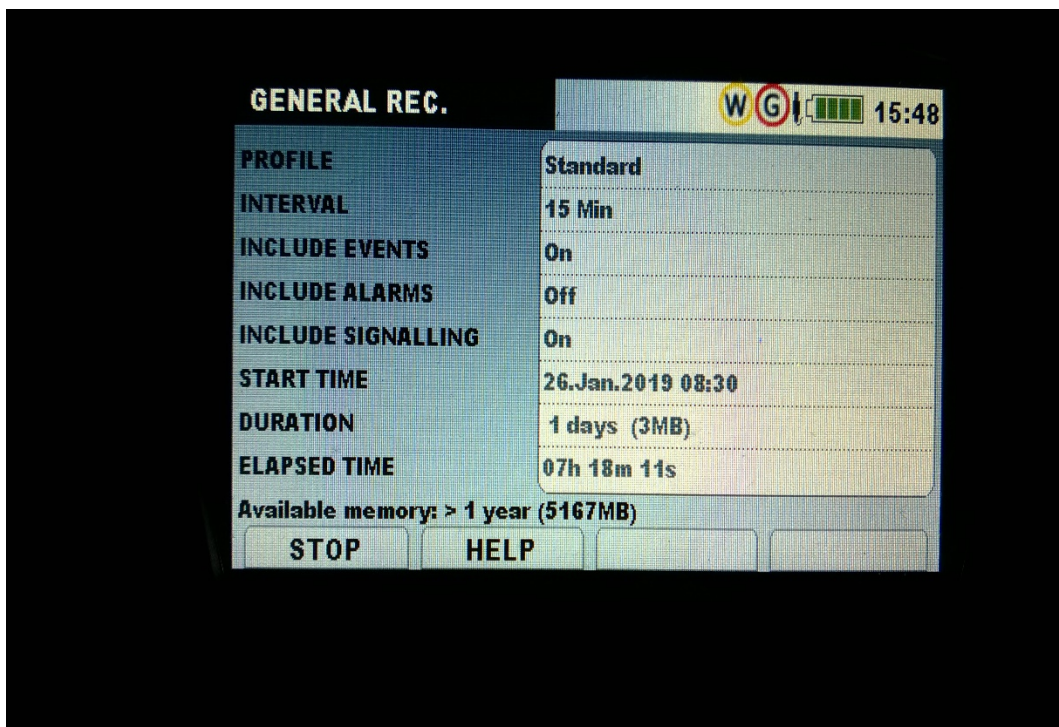 GENERAL REC. W G 15:48
PROFILE Standard
INTERVAL 15 Min
INCLUDE EVENTS On
INCLUDE ALARMS Off
INCLUDE SIGNALLING On
START TIME 26.Jan.2019 08:30
DURATION 1 days (3MB)
ELAPSED TIME 07h 18m 11s
Available memory: > 1 year (5167MB)
STOP HELP